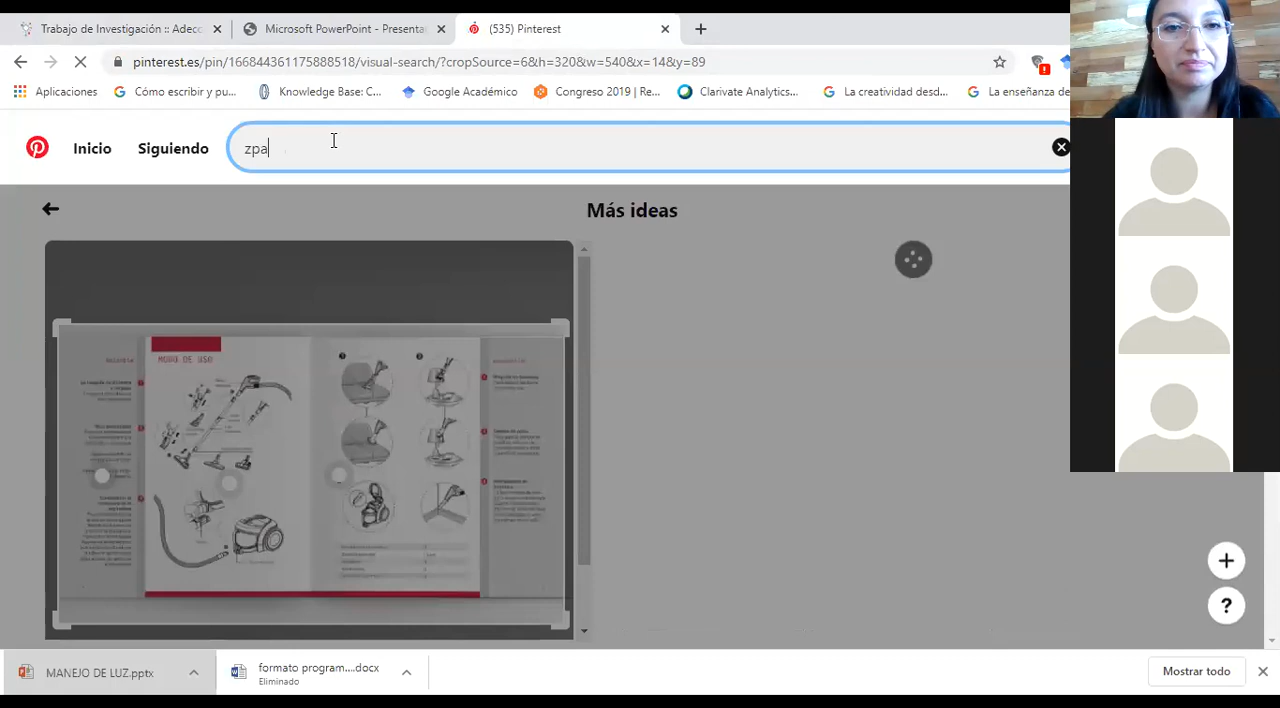 Trabajo de Investigación :: Adecc
Microsoft PowerPoint - Presenta
(535) Pinterest
pinterest.es/pin/166844361175888518/visual-search/?cropSource=6&h=320&w=540&x=14&y=89
Aplicaciones
Cómo escribir y pu...
Knowledge Base: C...
Google Académico
Congreso 2019 | Re...
Clarivate Analytics...
La creatividad desd...
La enseñanza de
Inicio
Siguiendo
zpa
Más ideas
MODO DE USO
MANEJO DE LUZ.pptx
formato program....docx
Eliminado
Mostrar todo